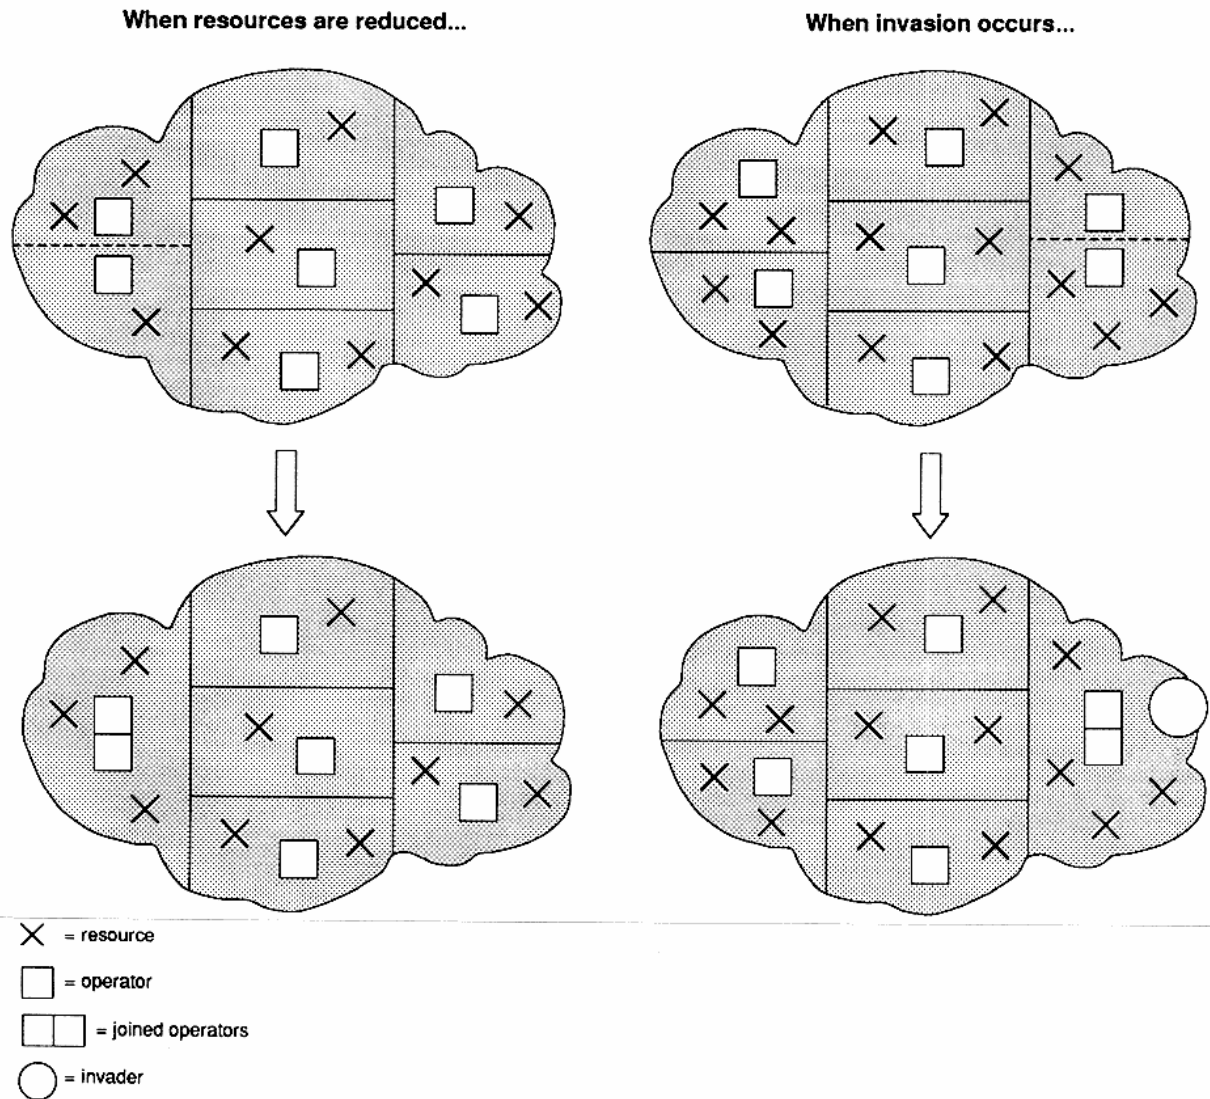 When resources are reduced...
When invasion occurs...
= resource
= operator
= joined operators
= invader